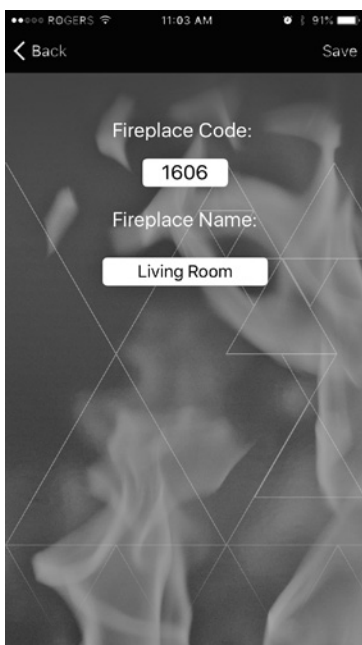 ROGERS 11:03 AM 91%
Back Save
Fireplace Code:
1606
Fireplace Name:
Living Room